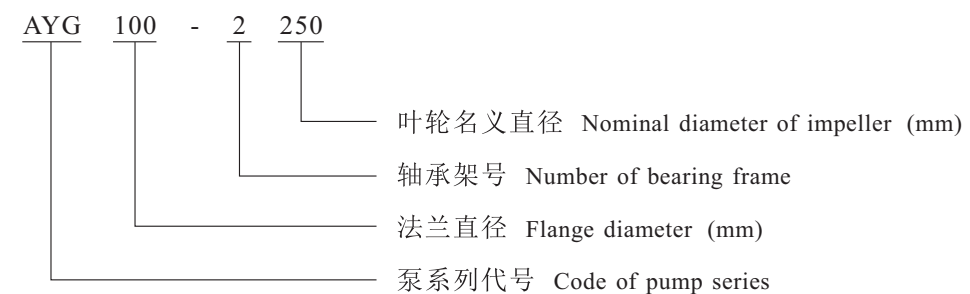 AYG 100 - 2 250
叶轮名义直径 Nominal diameter of impeller (mm)
轴承架号 Number of bearing frame
法兰直径 Flange diameter (mm)
泵系列代号 Code of pump series